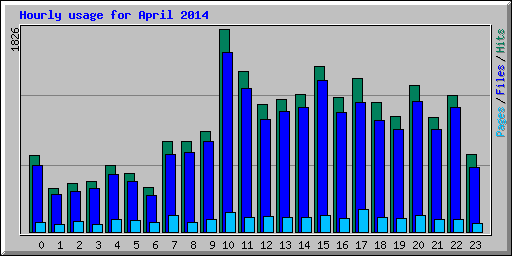 Hourly usage for April 2014
1826
Pages/Files/Hits
0 1 2 3 4 5 6 7 8 9 10 11 12 13 14 15 16 17 18 19 20 21 22 23